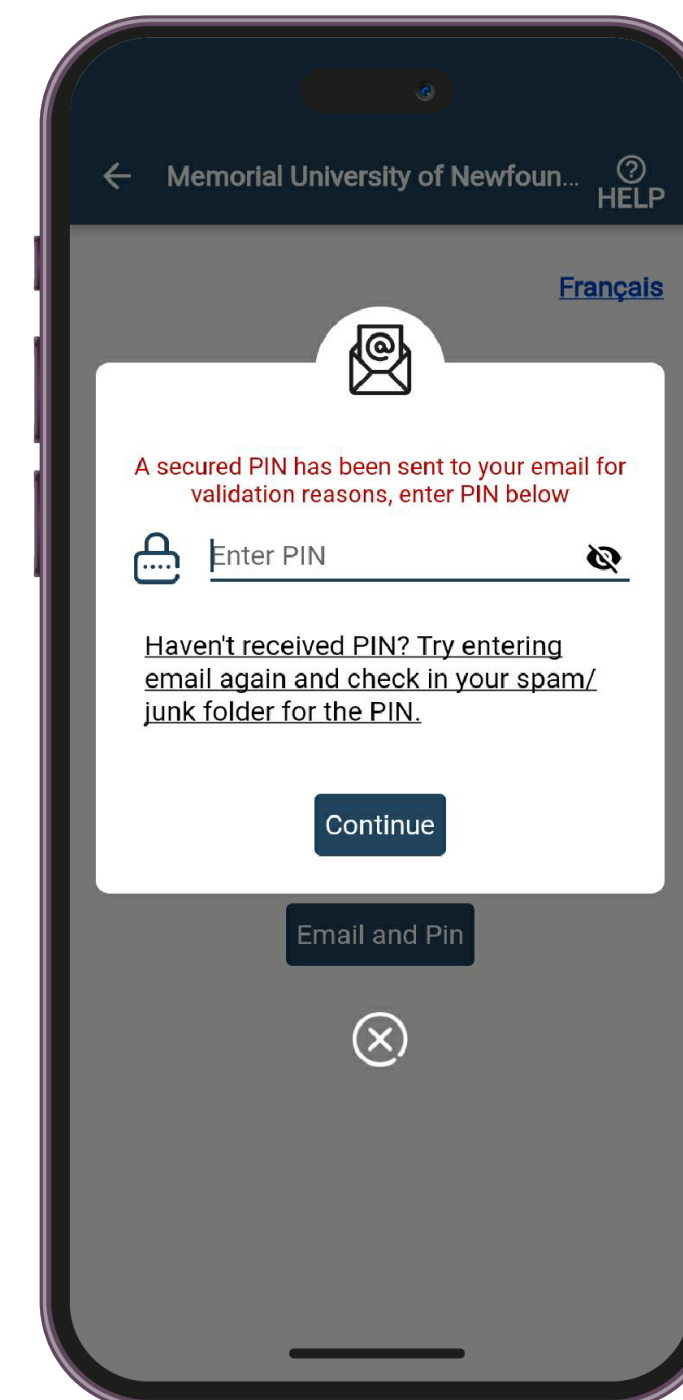 Memorial University of Newfoun...
HELP
Français
A secured PIN has been sent to your email for
validation reasons, enter PIN below
Enter PIN
Haven't received PIN? Try entering
email again and check in your spam/
junk folder for the PIN.
Continue
Email and Pin